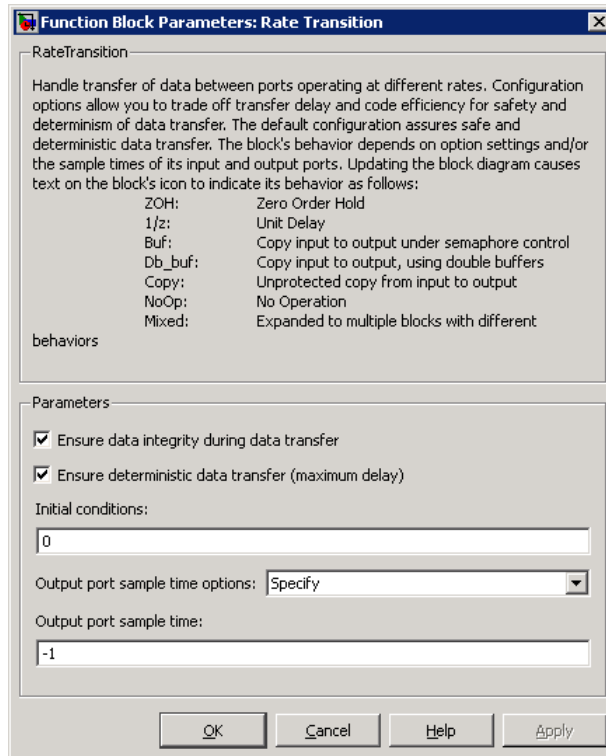 Function Block Parameters: Rate Transition
RateTransition
Handle transfer of data between ports operating at different rates. Configuration
options allow you to trade off transfer delay and code efficiency for safety and
determinism of data transfer. The default configuration assures safe and
deterministic data transfer. The block's behavior depends on option settings and/or
the sample times of its input and output ports. Updating the block diagram causes
text on the block's icon to indicate its behavior as follows:
ZOH: Zero Order Hold
1/z: Unit Delay
Buf: Copy input to output under semaphore control
Db_buf: Copy input to output, using double buffers
Copy: Unprotected copy from input to output
NoOp: No Operation
Mixed: Expanded to multiple blocks with different
behaviors
Parameters
Ensure data integrity during data transfer
Ensure deterministic data transfer (maximum delay)
Initial conditions:
0
Output port sample time options: Specify
Output port sample time:
-1
OK Cancel Help Apply